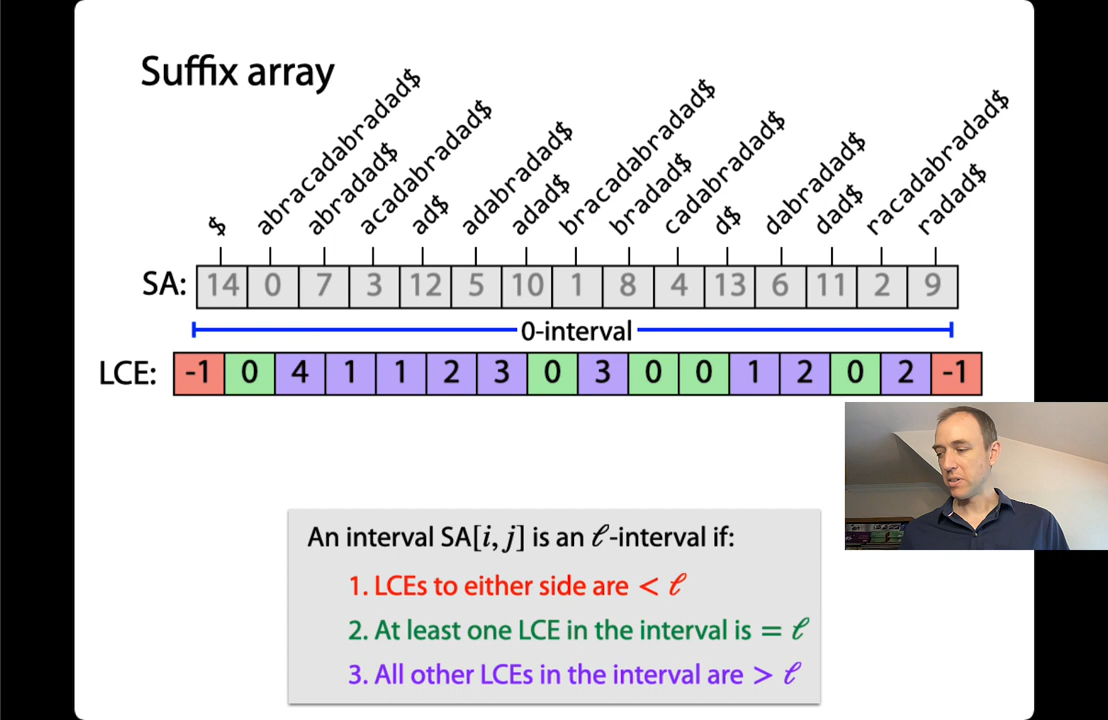 Suffix array
$
abracadabradad$
abradad$
acadabradad$
ad$
adabradad$
adad$
bracadabradad$
bradad$
cadabradad$
d$
dabradad$
dad$
racadabradad$
radad$
SA: 14 0 7 3 12 5 10 1 8 4 13 6 11 2 9
0-interval
LCE: -1 0 4 1 1 2 3 0 3 0 0 1 2 0 2 -1
An interval SA[i, j] is an ℓ-interval if:
1. LCEs to either side are < ℓ
2. At least one LCE in the interval is = ℓ
3. All other LCEs in the interval are > ℓ